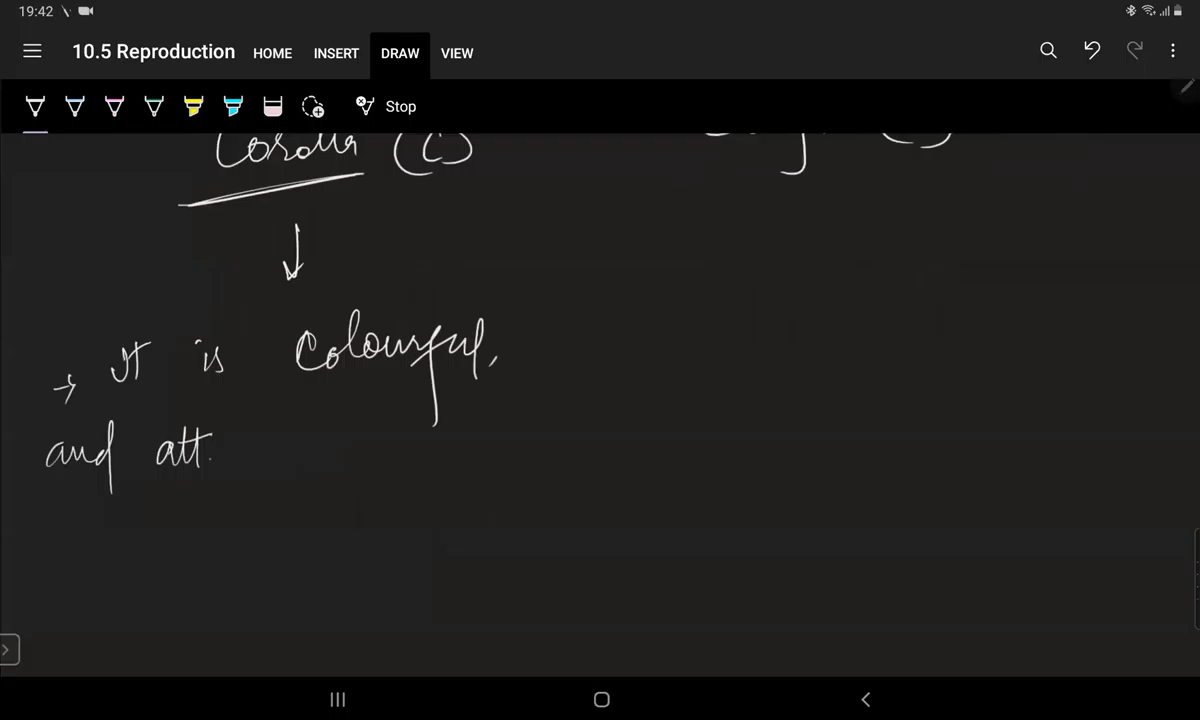 19:42
10.5 Reproduction HOME INSERT DRAW VIEW
Stop
Corolla (C)
↓
→ It is Colourful,
and att.